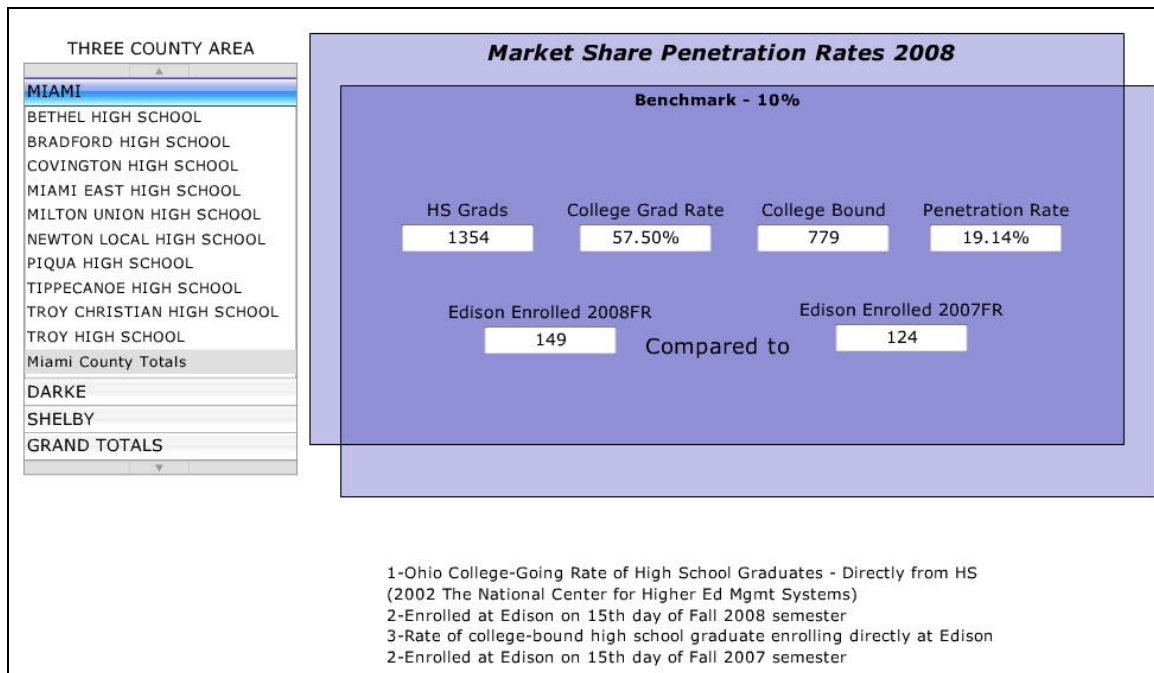 THREE COUNTY AREA
MIAMI
BETHEL HIGH SCHOOL
BRADFORD HIGH SCHOOL
COVINGTON HIGH SCHOOL
MIAMI EAST HIGH SCHOOL
MILTON UNION HIGH SCHOOL
NEWTON LOCAL HIGH SCHOOL
PIQUA HIGH SCHOOL
TIPPECANOE HIGH SCHOOL
TROY CHRISTIAN HIGH SCHOOL
TROY HIGH SCHOOL
Miami County Totals
DARKE
SHELBY
GRAND TOTALS
Market Share Penetration Rates 2008
Benchmark - 10%
HS Grads College Grad Rate College Bound Penetration Rate
1354 57.50% 779 19.14%
Edison Enrolled 2008FR Edison Enrolled 2007FR
149 Compared to 124
1-Ohio College-Going Rate of High School Graduates - Directly from HS
(2002 The National Center for Higher Ed Mgmt Systems)
2-Enrolled at Edison on 15th day of Fall 2008 semester
3-Rate of college-bound high school graduate enrolling directly at Edison
2-Enrolled at Edison on 15th day of Fall 2007 semester